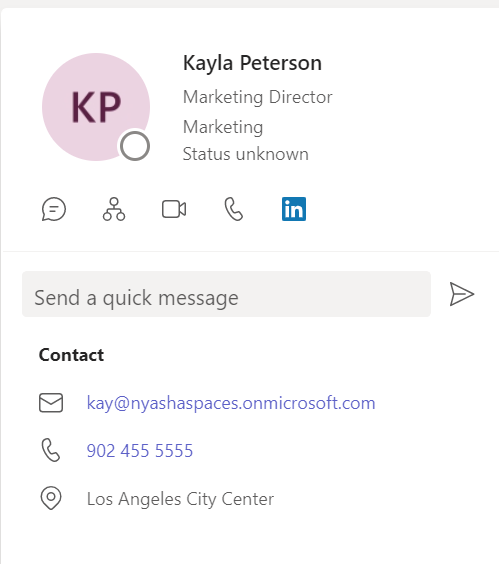 KP
Kayla Peterson
Marketing Director
Marketing
Status unknown
in
Send a quick message
Contact
kay@nyashaspaces.onmicrosoft.com
902 455 5555
Los Angeles City Center